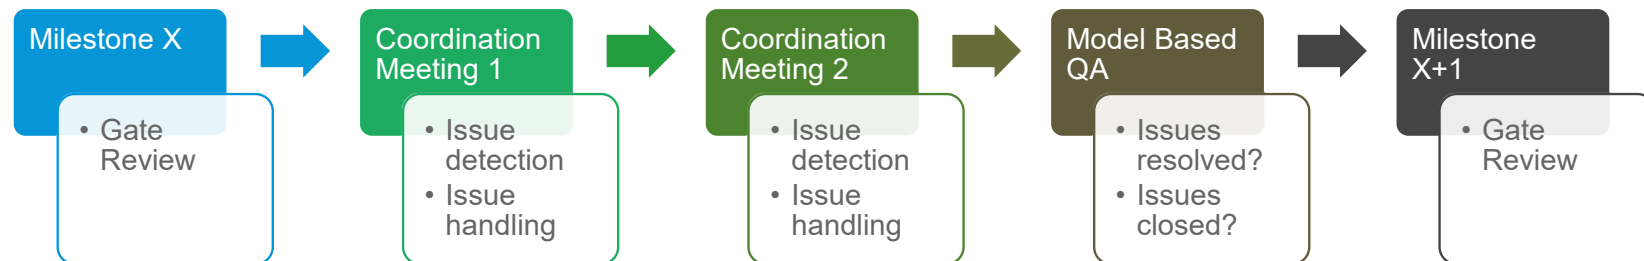 Milestone X
• Gate
Review
Coordination
Meeting 1
• Issue
detection
• Issue
handling
Coordination
Meeting 2
• Issue
detection
• Issue
handling
Model Based
QA
• Issues
resolved?
• Issues
closed?
Milestone
X+1
• Gate
Review